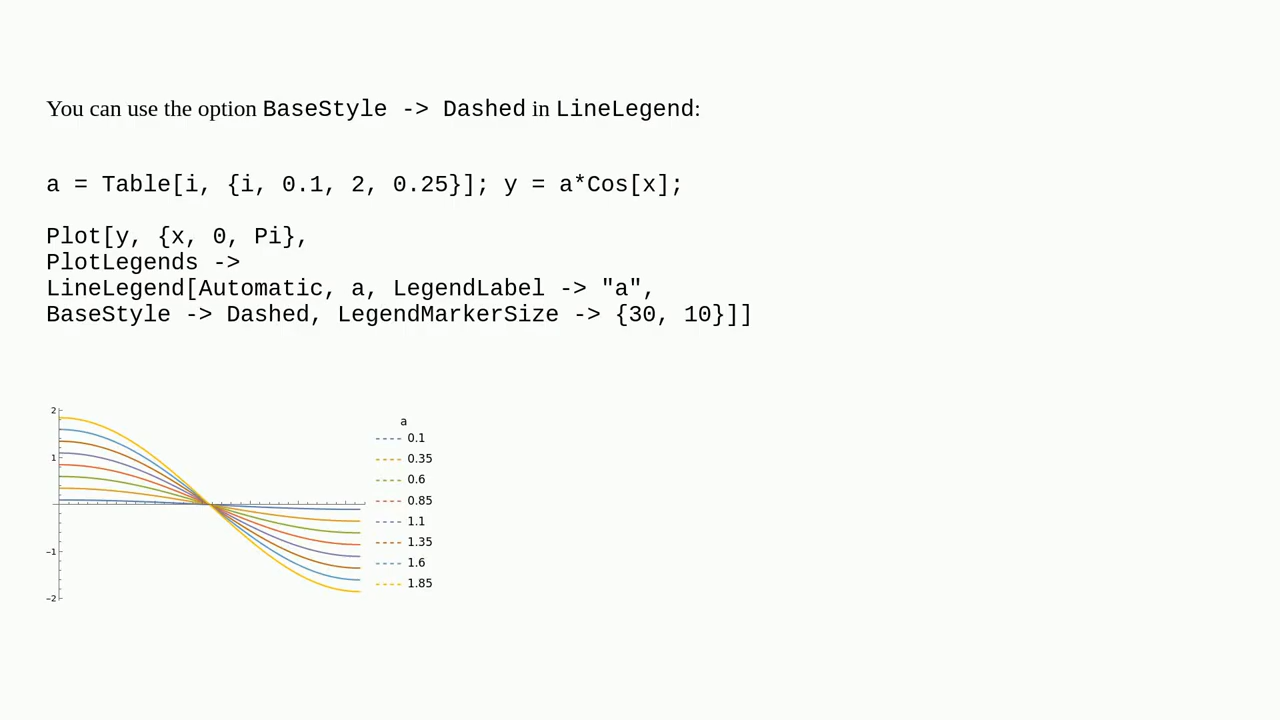 You can use the option BaseStyle -> Dashed in LineLegend:
a = Table[i, {i, 0.1, 2, 0.25}]; y = a*Cos[x];
Plot[y, {x, 0, Pi},
PlotLegends ->
LineLegend[Automatic, a, LegendLabel -> "a",
BaseStyle -> Dashed, LegendMarkerSize -> {30, 10}]]
2
1
-1
-2
a
0.1
0.35
0.6
0.85
1.1
1.35
1.6
1.85